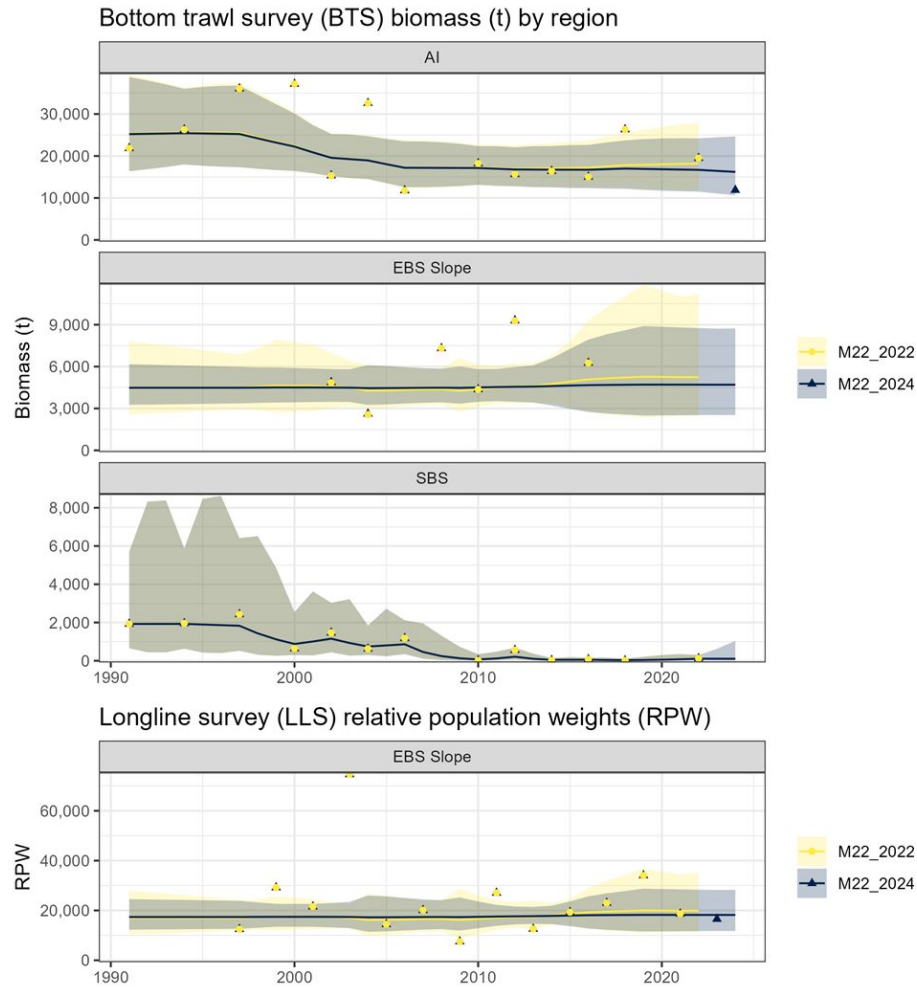 Bottom trawl survey (BTS) biomass (t) by region
AI
30,000
20,000
10,000
0
EBS Slope
9,000
6,000
3,000
0
Biomass (t)
M22_2022
M22_2024
SBS
8,000
6,000
4,000
2,000
0
1990
2000
2010
2020
Longline survey (LLS) relative population weights (RPW)
EBS Slope
60,000
40,000
20,000
0
RPW
M22_2022
M22_2024
1990
2000
2010
2020